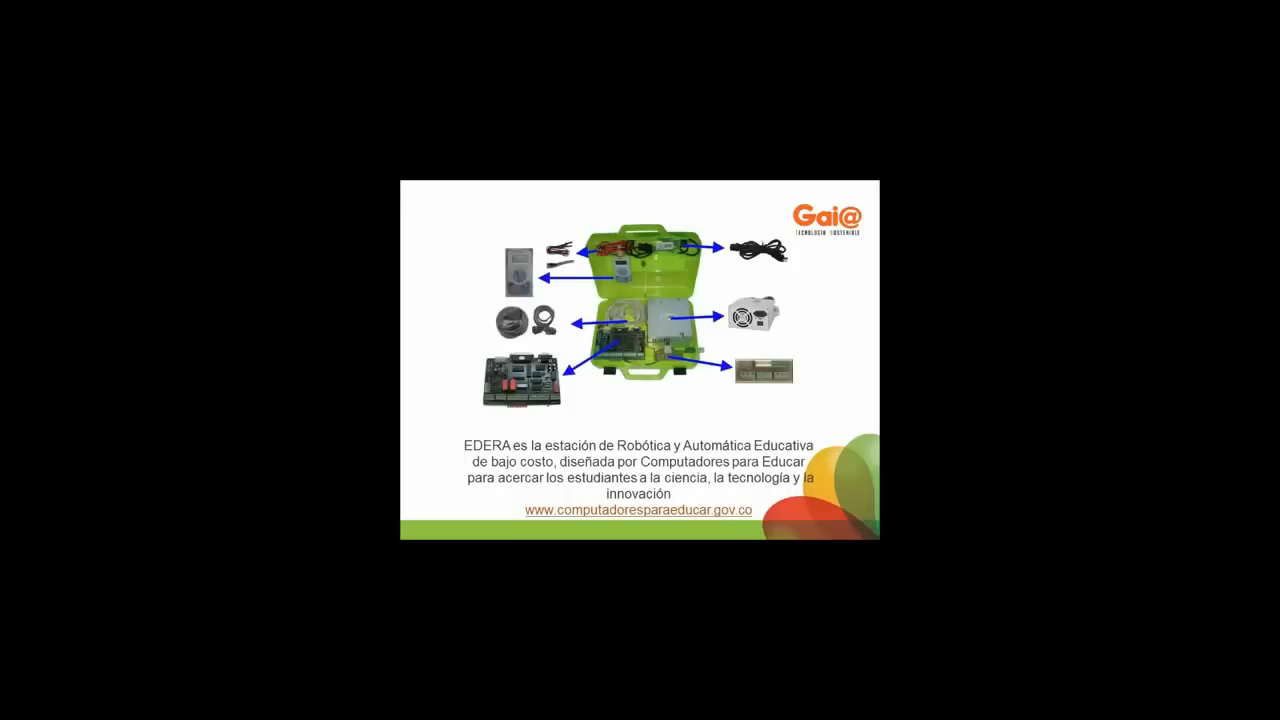 Gai@
TECNOLOGÍA SOSTENIBLE
EDERA es la estación de Robótica y Automática Educativa
de bajo costo, diseñada por Computadores para Educar
para acercar los estudiantes a la ciencia, la tecnología y la
innovación
www.computadoresparaeducar.gov.co